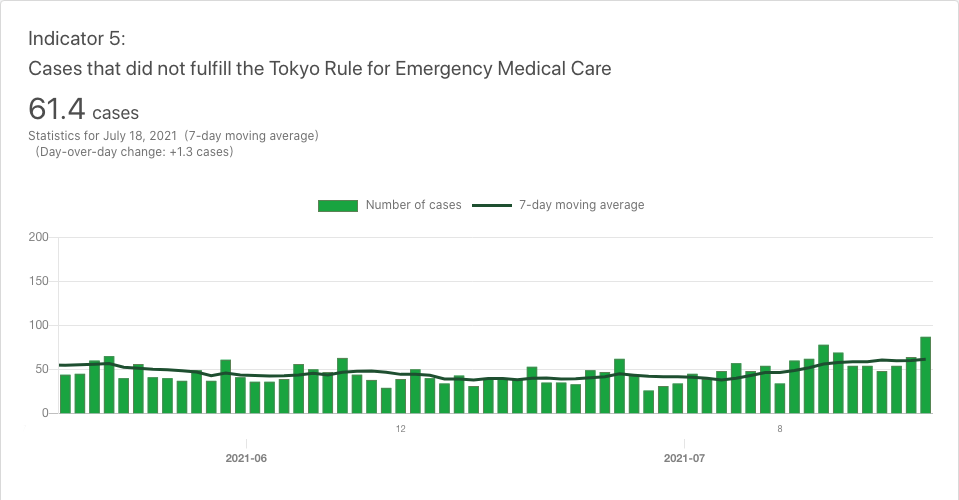 Indicator 5:
Cases that did not fulfill the Tokyo Rule for Emergency Medical Care
61.4 cases
Statistics for July 18, 2021 (7-day moving average)
(Day-over-day change: +1.3 cases)
Number of cases 7-day moving average
200
150
100
50
0
12 8
2021-06 2021-07